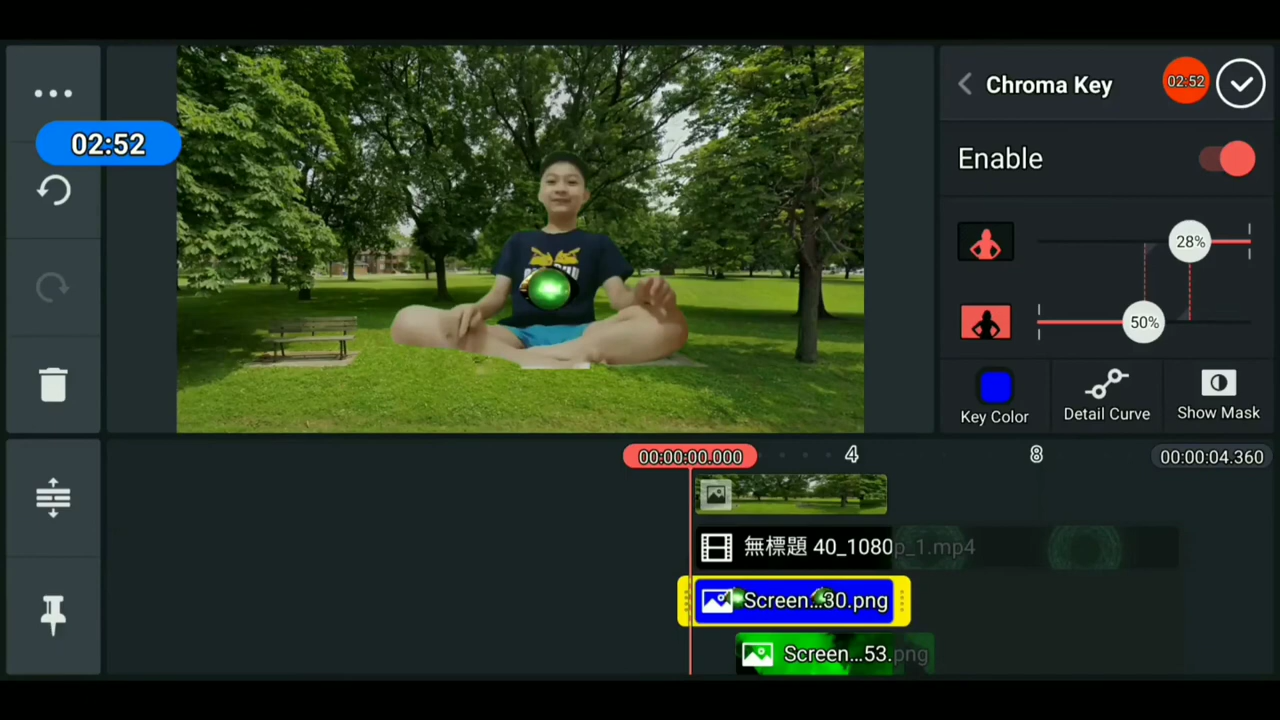 Chroma Key
02:52
02:52
Enable
28%
50%
Key Color
Detail Curve
Show Mask
00:00:00.000
4
8
00:00:04.360
無標題 40_1080p_1.mp4
Screen...30.png
Screen...53.png